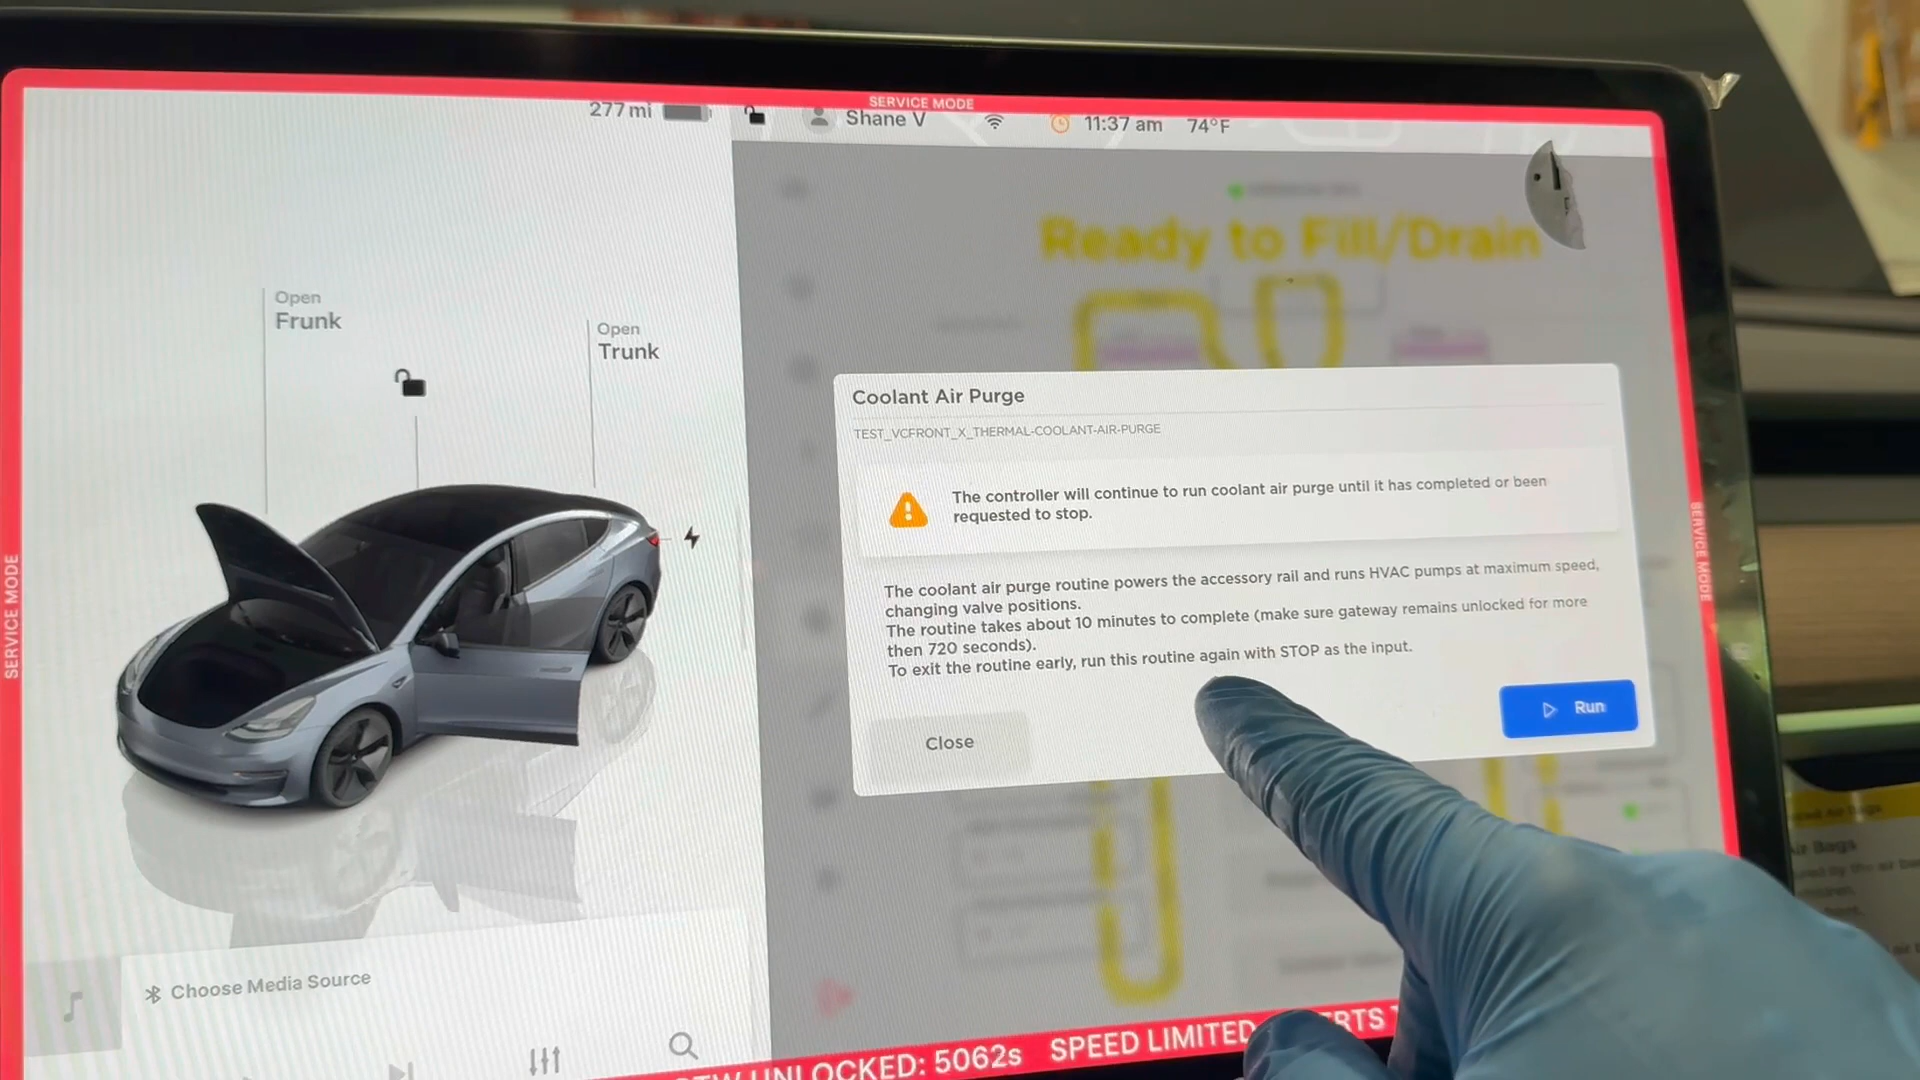 SERVICE MODE
277 mi
Shane V
11:37 am
74°F
Open
Frunk
Open
Trunk
Ready to Fill/Drain
Coolant Air Purge
TEST_VCFRONT_X_THERMAL-COOLANT-AIR-PURGE
The controller will continue to run coolant air purge until it has completed or been
requested to stop.
The coolant air purge routine powers the accessory rail and runs HVAC pumps at maximum speed,
changing valve positions.
The routine takes about 10 minutes to complete (make sure gateway remains unlocked for more
then 720 seconds).
To exit the routine early, run this routine again with STOP as the input.
Close
Run
SERVICE MODE
SERVICE MODE
Choose Media Source
UNLOCKED: 5062s SPEED LIMITED
Air Bags